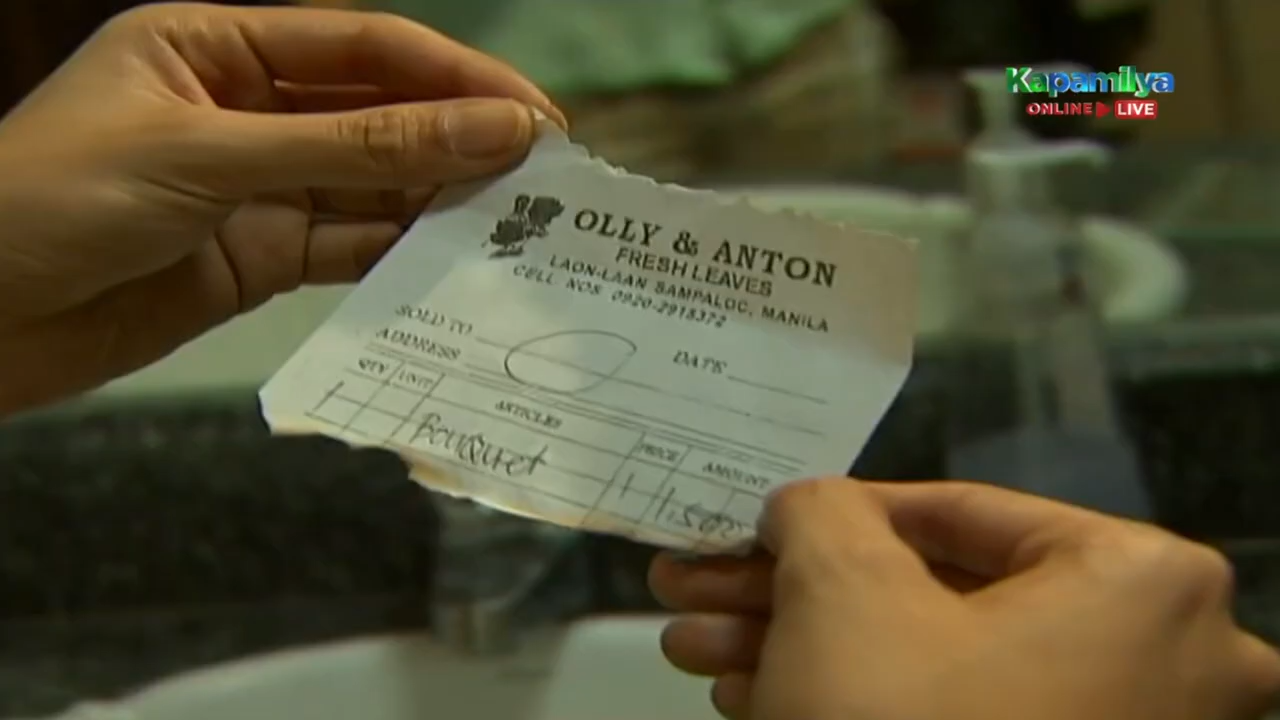 Kapamilya
ONLINE LIVE
OLLY & ANTON
FRESH LEAVES
LAON-LAAN SAMPALOC, MANILA
CELL NOS 0920-2915372
SOLD TO DATE
ADDRESS
QTY UNIT ARTICLES PRICE AMOUNT
1 Bouquet